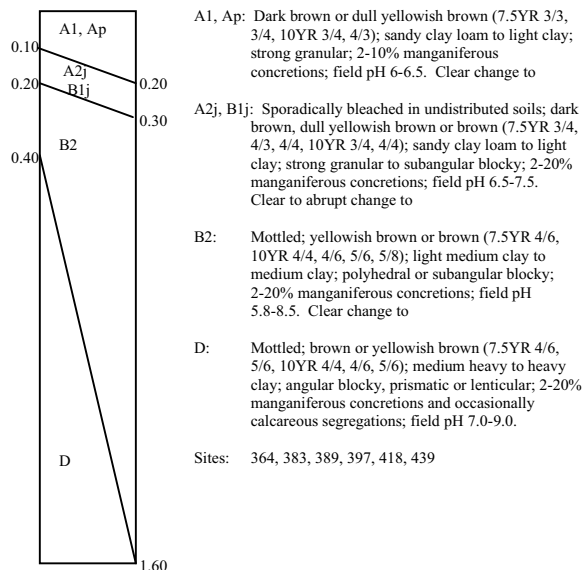 A1, Ap
0.10
A2j
0.20
B1j
0.20
0.30
B2
0.40
D
1.60
A1, Ap: Dark brown or dull yellowish brown (7.5YR 3/3,
3/4, 10YR 3/4, 4/3); sandy clay loam to light clay;
strong granular; 2-10% manganiferous
concretions; field pH 6-6.5. Clear change to
A2j, B1j: Sporadically bleached in undistributed soils; dark
brown, dull yellowish brown or brown (7.5YR 3/4,
4/3, 4/4, 10YR 3/4, 4/4); sandy clay loam to light
clay; strong granular to subangular blocky; 2-20%
manganiferous concretions; field pH 6.5-7.5.
Clear to abrupt change to
B2: Mottled; yellowish brown or brown (7.5YR 4/6,
10YR 4/4, 4/6, 5/6, 5/8); light medium clay to
medium clay; polyhedral or subangular blocky;
2-20% manganiferous concretions; field pH
5.8-8.5. Clear change to
D: Mottled; brown or yellowish brown (7.5YR 4/6,
5/6, 10YR 4/4, 4/6, 5/6); medium heavy to heavy
clay; angular blocky, prismatic or lenticular; 2-20%
manganiferous concretions and occasionally
calcareous segregations; field pH 7.0-9.0.
Sites: 364, 383, 389, 397, 418, 439